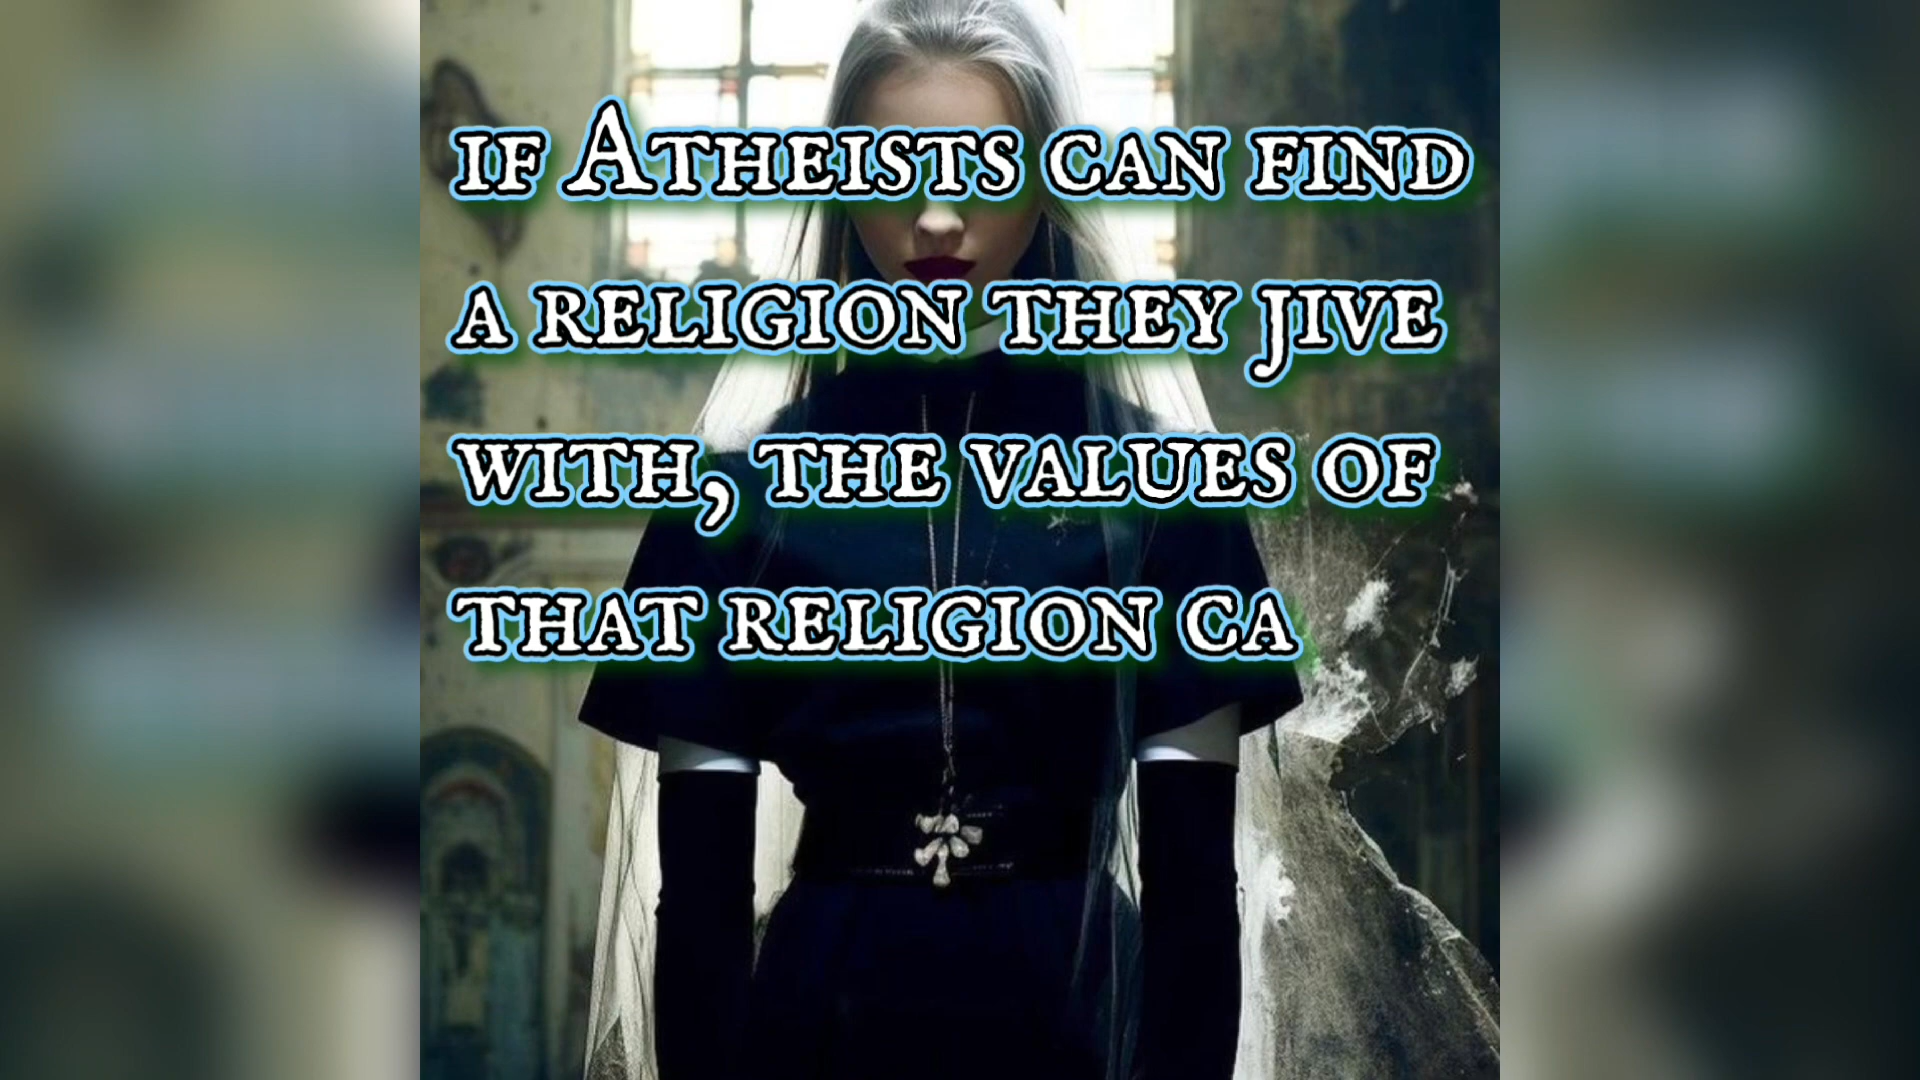 if Atheists can find
a religion they jive
with, the values of
that religion ca